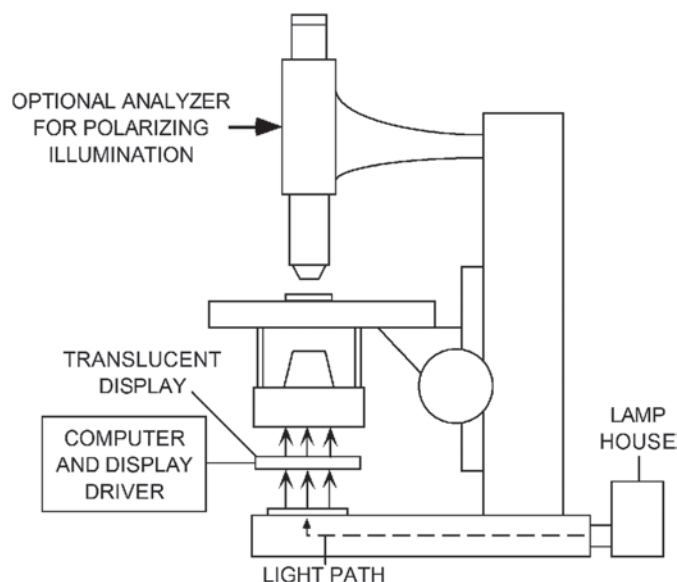 OPTIONAL ANALYZER
FOR POLARIZING
ILLUMINATION
TRANSLUCENT
DISPLAY
COMPUTER
AND DISPLAY
DRIVER
LAMP
HOUSE
LIGHT PATH